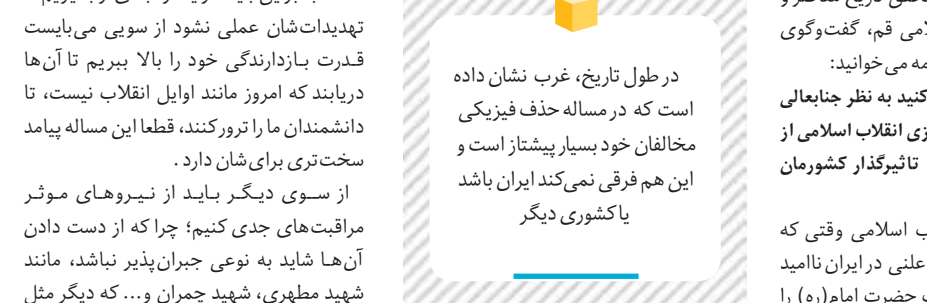 لامی قم، گفت‌وگوی
مه می‌خوانید:
کنید به نظر جنابعالی
زی انقلاب اسلامی از
تاثیرگذار کشورمان
ب اسلامی وقتی که
علنی در ایران ناامید
حضرت امام(ره) را
در طول تاریخ، غرب نشان داده
است که در مساله حذف فیزیکی
مخالفان خود بسیار پیشتاز است و
این هم فرقی نمی‌کند ایران باشد
یا کشوری دیگر
تهدیدات‌شان عملی نشود از سویی می‌بایست
قدرت بازدارندگی خود را بالا ببریم تا آن‌ها
دریابند که امروز مانند اوایل انقلاب نیست، تا
دانشمندان ما را ترور کنند، قطعا این مساله پیامد
سخت‌تری برای‌شان دارد.
از سوی دیگر باید از نیروهای موثر
مراقبت‌های جدی کنیم؛ چرا که از دست دادن
آن‌ها شاید به نوعی جبران‌پذیر نباشد، مانند
شهید مطهری، شهید چمران و... که دیگر مثل